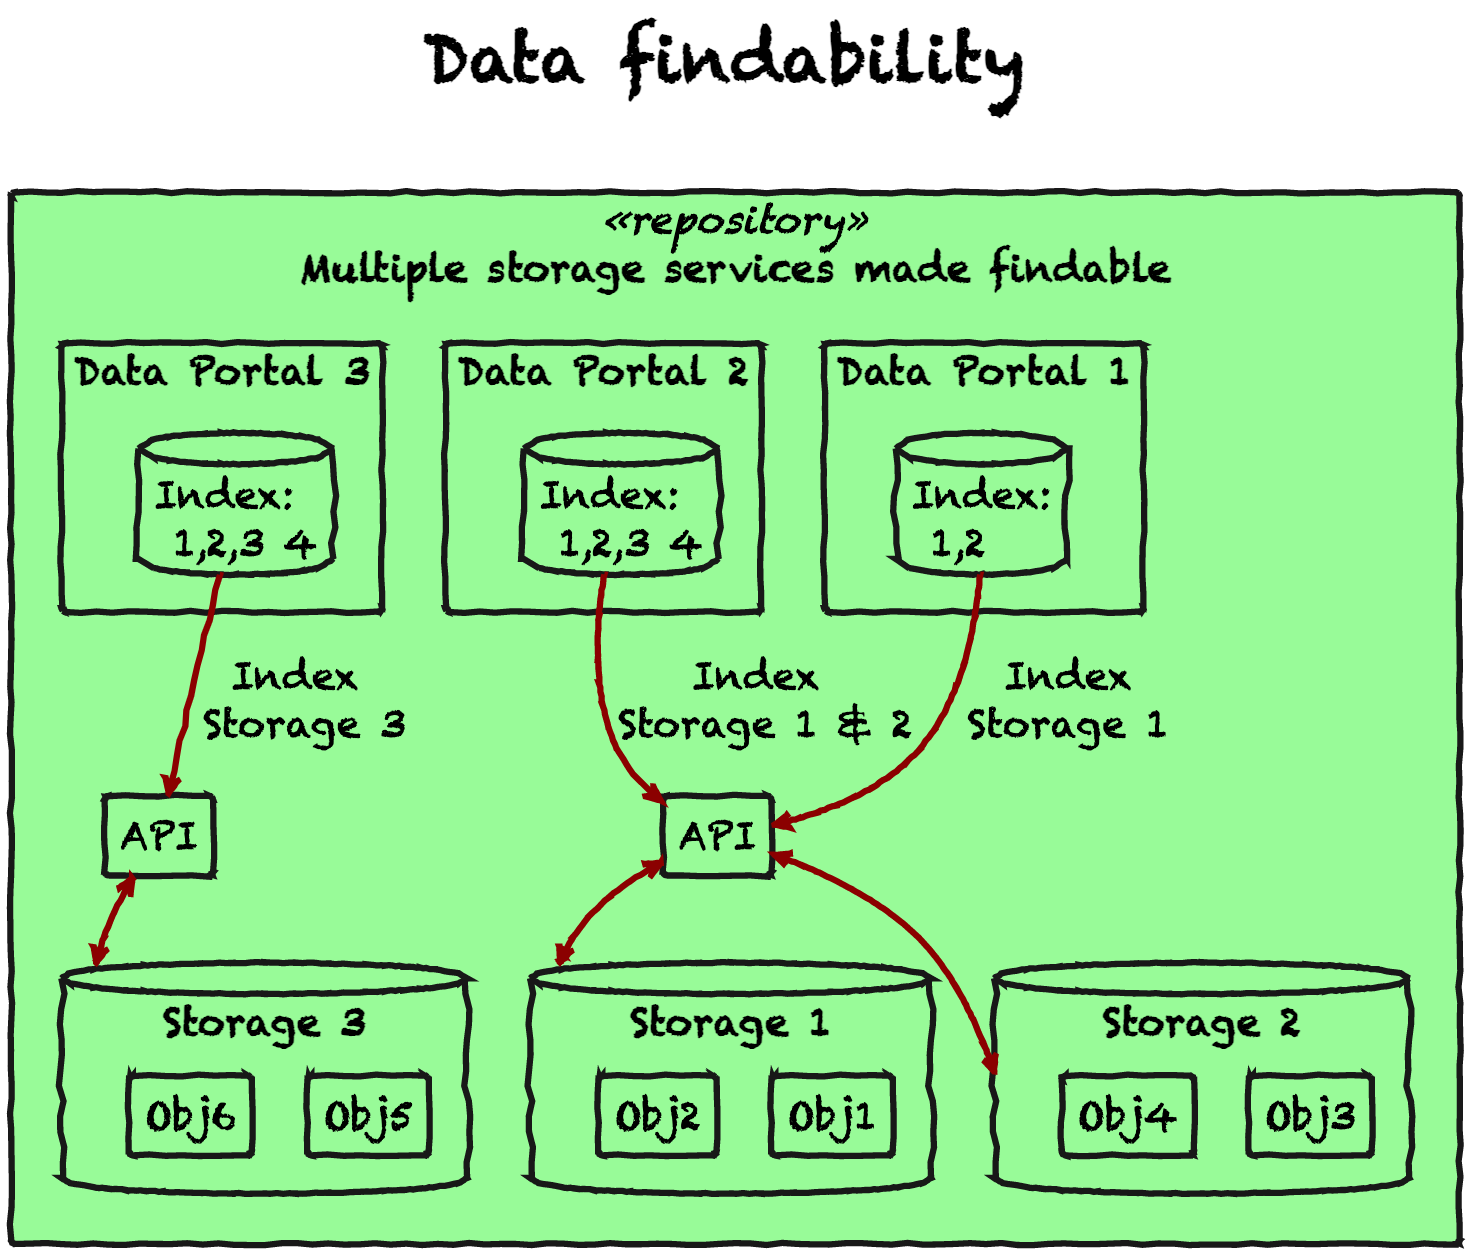 Data findability
«repository»
Multiple storage services made findable
Data Portal 3
Index:
1,2,3 4
Data Portal 2
Index:
1,2,3 4
Data Portal 1
Index:
1,2
Index
Storage 3
Index
Storage 1 & 2
Index
Storage 1
API
API
Storage 3
Obj6
Obj5
Storage 1
Obj2
Obj1
Storage 2
Obj4
Obj3